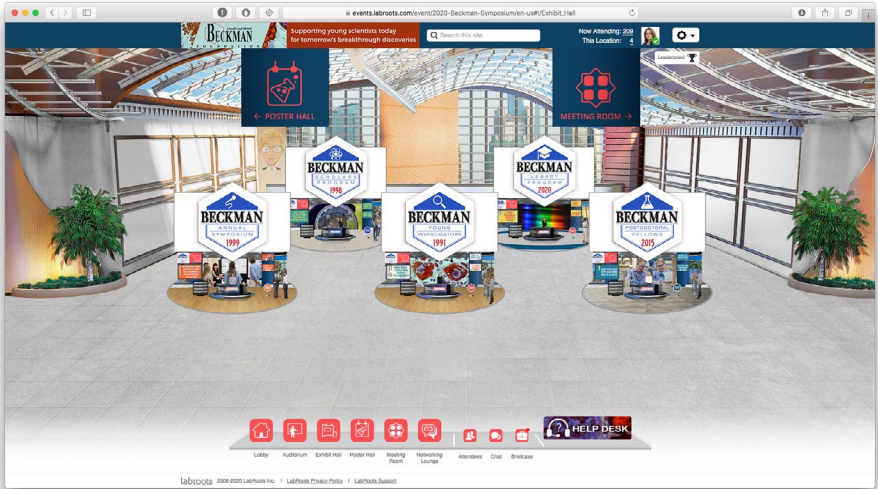 events.labroots.com/event/2020-Beckman-Symposium/en-us#!/Exhibit_Hall
BECKMAN
FOUNDATION
Supporting young scientists today
for tomorrow's breakthrough discoveries
Search this site
Now Attending: 209
This Location: 4
Leaderboard
← POSTER HALL
MEETING ROOM →
BECKMAN
SCHOLARS
PROGRAM
1998
BECKMAN
LEGACY
PROGRAM
2020
BECKMAN
ANNUAL
SYMPOSIUM
1999
BECKMAN
YOUNG
INVESTIGATORS
1991
BECKMAN
POSTDOCTORAL
FELLOWS
2015
? HELP DESK
Lobby
Auditorium
Exhibit Hall
Poster Hall
Meeting Room
Networking Lounge
Attendees
Chat
Briefcase
labroots 2008-2020 LabRoots Inc. | LabRoots Privacy Policy | LabRoots Support